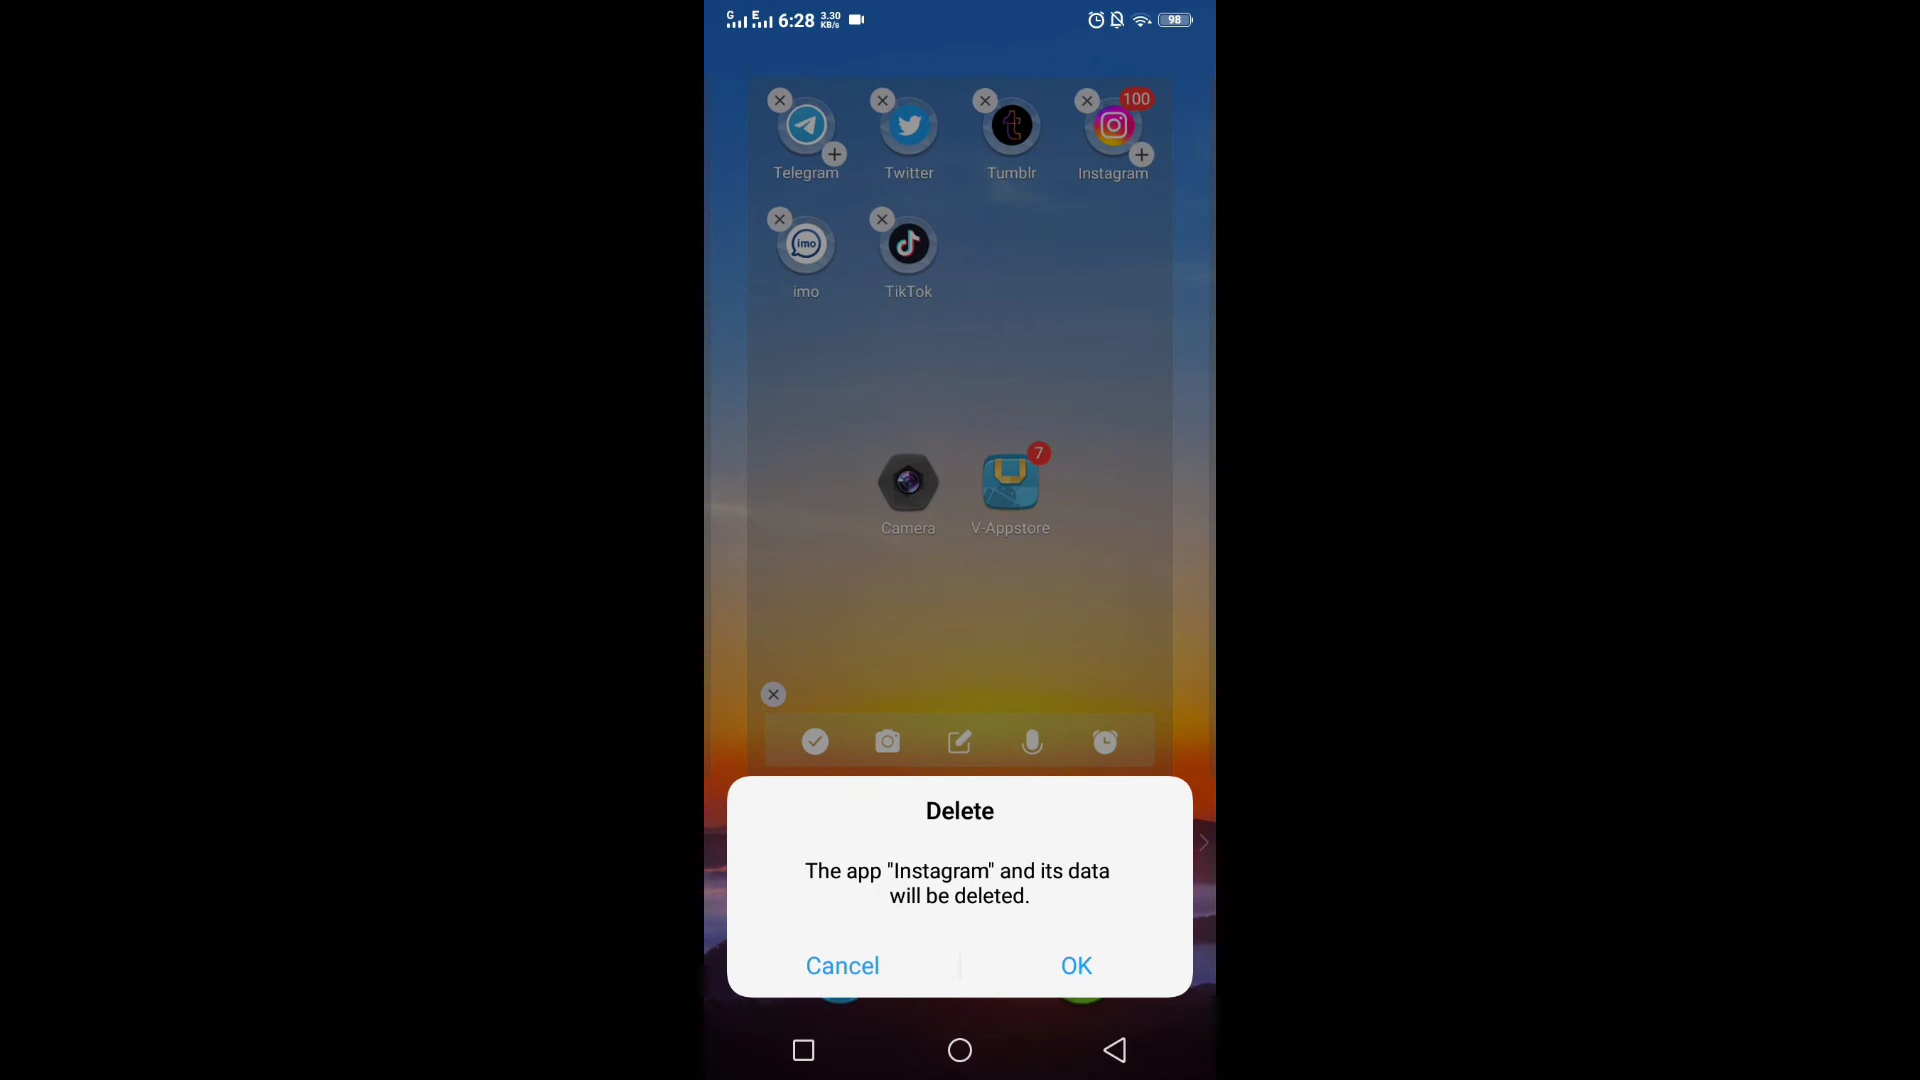 G E 6:28 3.30 KB/s 98
100
Telegram Twitter Tumblr Instagram
imo
imo TikTok
7
Camera V-Appstore
Delete
The app "Instagram" and its data
will be deleted.
Cancel OK